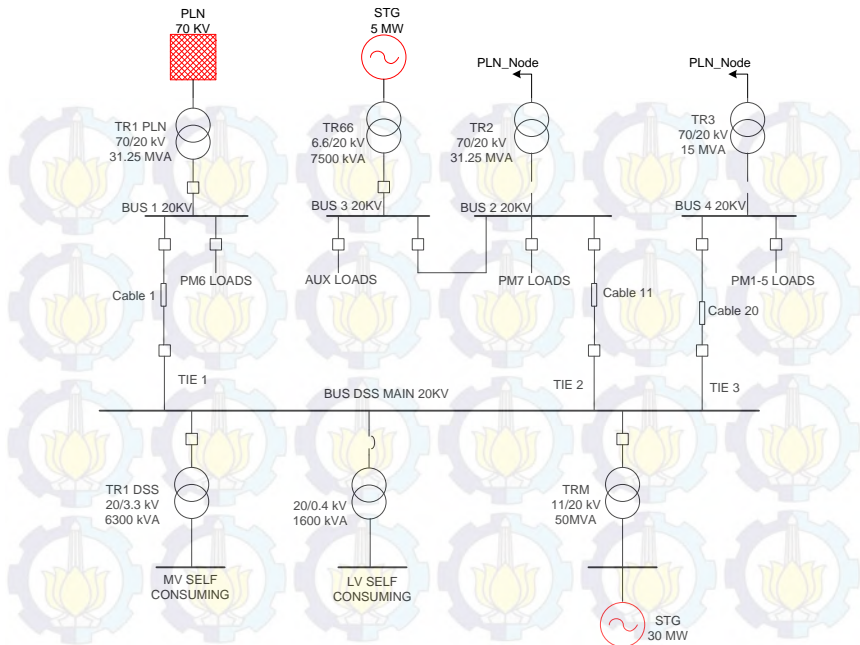 PLN
70 KV
STG
5 MW
PLN_Node
PLN_Node
TR1 PLN
70/20 kV
31.25 MVA
TR66
6.6/20 kV
7500 kVA
TR2
70/20 kV
31.25 MVA
TR3
70/20 kV
15 MVA
BUS 1 20KV
BUS 3 20KV
BUS 2 20KV
BUS 4 20KV
PM6 LOADS
AUX LOADS
PM7 LOADS
PM1-5 LOADS
Cable 1
Cable 11
Cable 20
TIE 1
TIE 2
TIE 3
BUS DSS MAIN 20KV
TR1 DSS
20/3.3 kV
6300 kVA
20/0.4 kV
1600 kVA
TRM
11/20 kV
50MVA
MV SELF
CONSUMING
LV SELF
CONSUMING
STG
30 MW